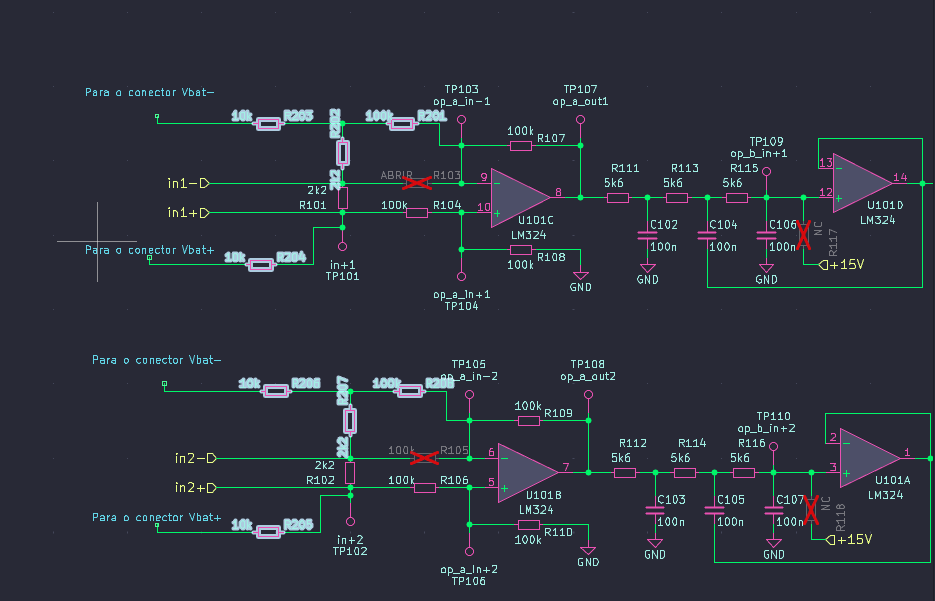 Para o conector Vbat-
10k R203
R202
2k2
100k R201
TP103
op_a_in-1
TP107
op_a_out1
100k R107
in1-
ABRIR R103
2k2
R101
in1+
100k R104
9
10
8
U101C
LM324
R111
5k6
R113
5k6
R115
5k6
TP109
op_b_in+1
13
12
14
U101D
LM324
Para o conector Vbat+
10k R204
in+1
TP101
100k R108
GND
op_a_in+1
TP104
C102
100n
GND
C104
100n
C106
100n
GND
NC
R117
+15V
Para o conector Vbat-
10k R206
R207
2k2
100k R208
TP105
op_a_in-2
TP108
op_a_out2
100k R109
in2-
100k R105
2k2
R102
in2+
100k R106
6
5
7
U101B
LM324
R112
5k6
R114
5k6
R116
5k6
TP110
op_b_in+2
2
3
1
U101A
LM324
Para o conector Vbat+
10k R205
in+2
TP102
100k R110
GND
op_a_in+2
TP106
C103
100n
GND
C105
100n
C107
100n
GND
NC
R118
+15V